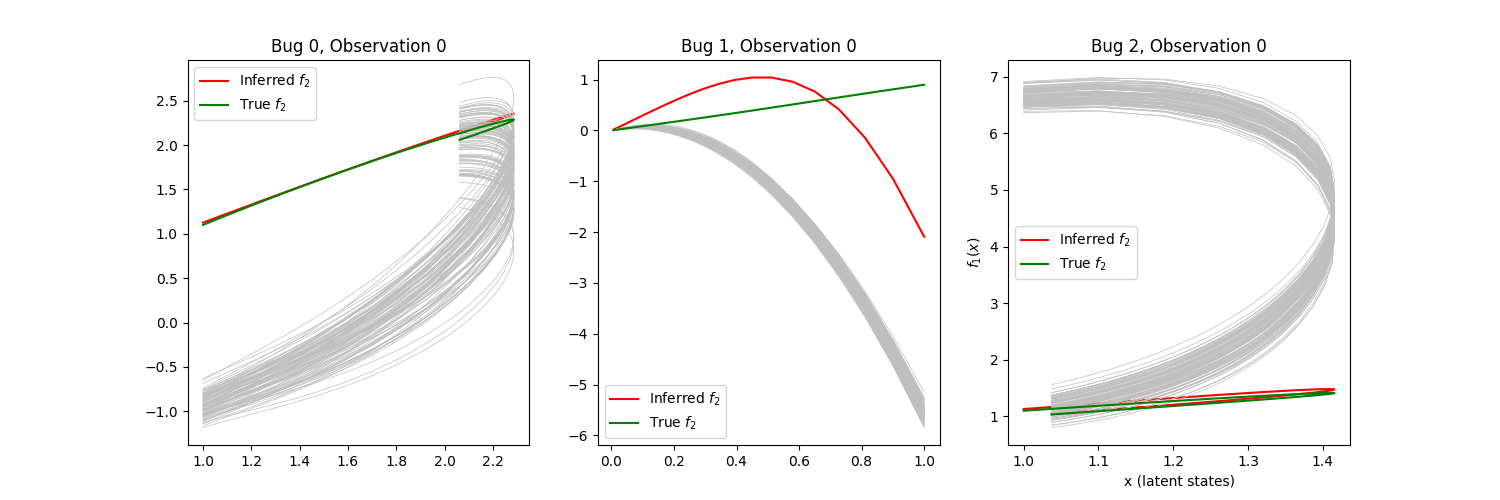 Bug 0, Observation 0
Inferred f₂
True f₂
2.5
2.0
1.5
1.0
0.5
0.0
−0.5
−1.0
1.0 1.2 1.4 1.6 1.8 2.0 2.2
Bug 1, Observation 0
1
0
−1
−2
−3
−4
−5
−6
Inferred f₂
True f₂
0.0 0.2 0.4 0.6 0.8 1.0
Bug 2, Observation 0
7
6
5
4
3
2
1
f₁(x)
Inferred f₂
True f₂
1.0 1.1 1.2 1.3 1.4
x (latent states)